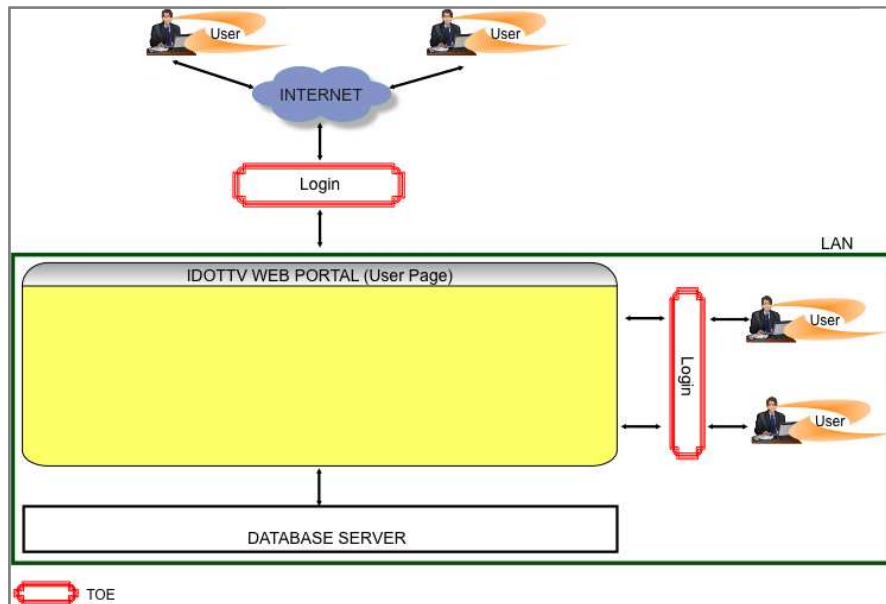 User
User
INTERNET
Login
LAN
IDOTTV WEB PORTAL (User Page)
User
Login
User
DATABASE SERVER
TOE